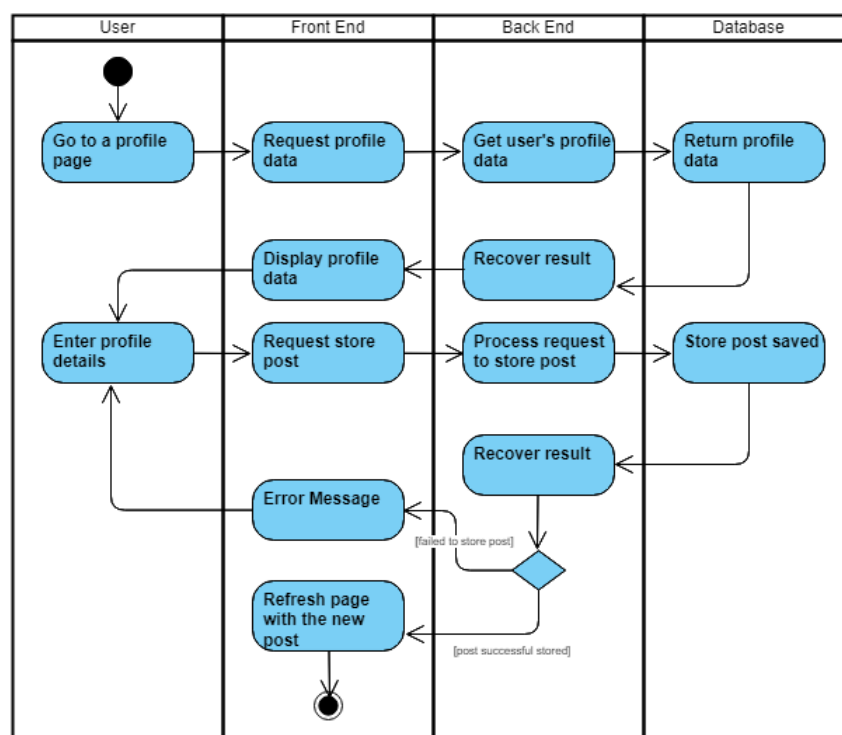 User
Front End
Back End
Database
Go to a profile
page
Request profile
data
Get user's profile
data
Return profile
data
Display profile
data
Recover result
Enter profile
details
Request store
post
Process request
to store post
Store post saved
Recover result
Error Message
[failed to store post]
Refresh page
with the new
post
[post successful stored]